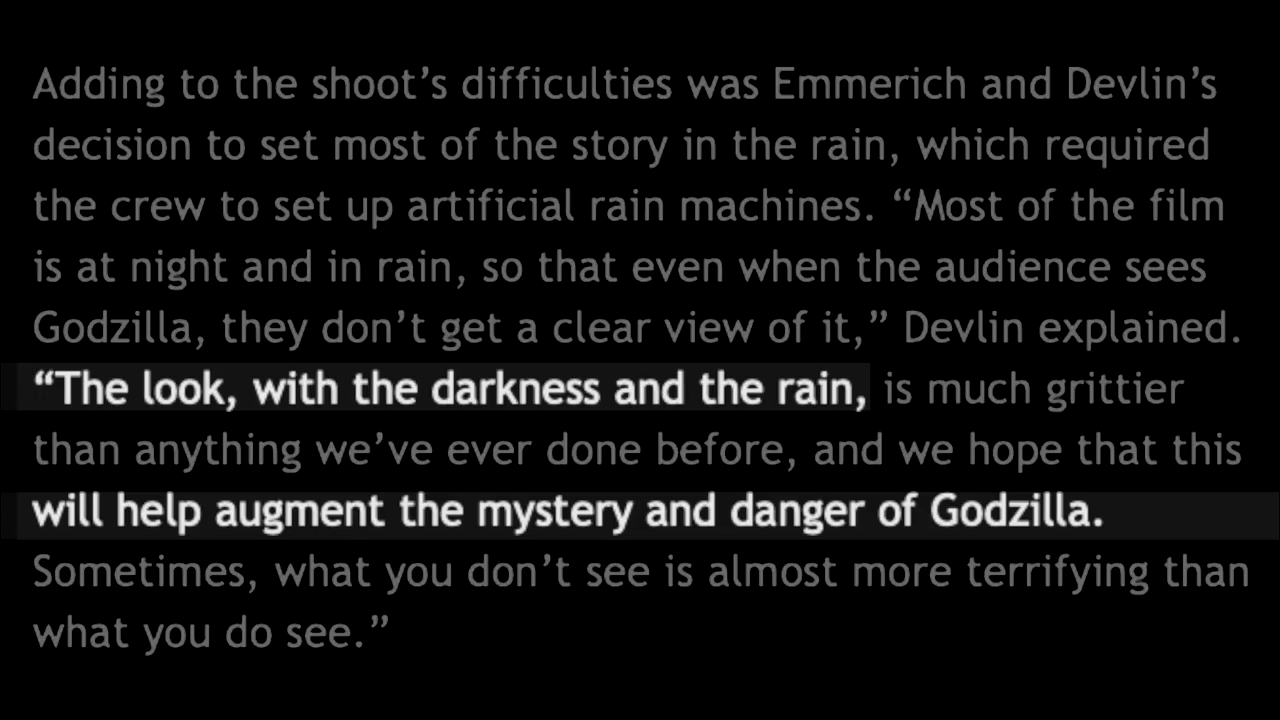 Adding to the shoot’s difficulties was Emmerich and Devlin’s
decision to set most of the story in the rain, which required
the crew to set up artificial rain machines. “Most of the film
is at night and in rain, so that even when the audience sees
Godzilla, they don’t get a clear view of it,” Devlin explained.
“The look, with the darkness and the rain, is much grittier
than anything we’ve ever done before, and we hope that this
will help augment the mystery and danger of Godzilla.
Sometimes, what you don’t see is almost more terrifying than
what you do see.”